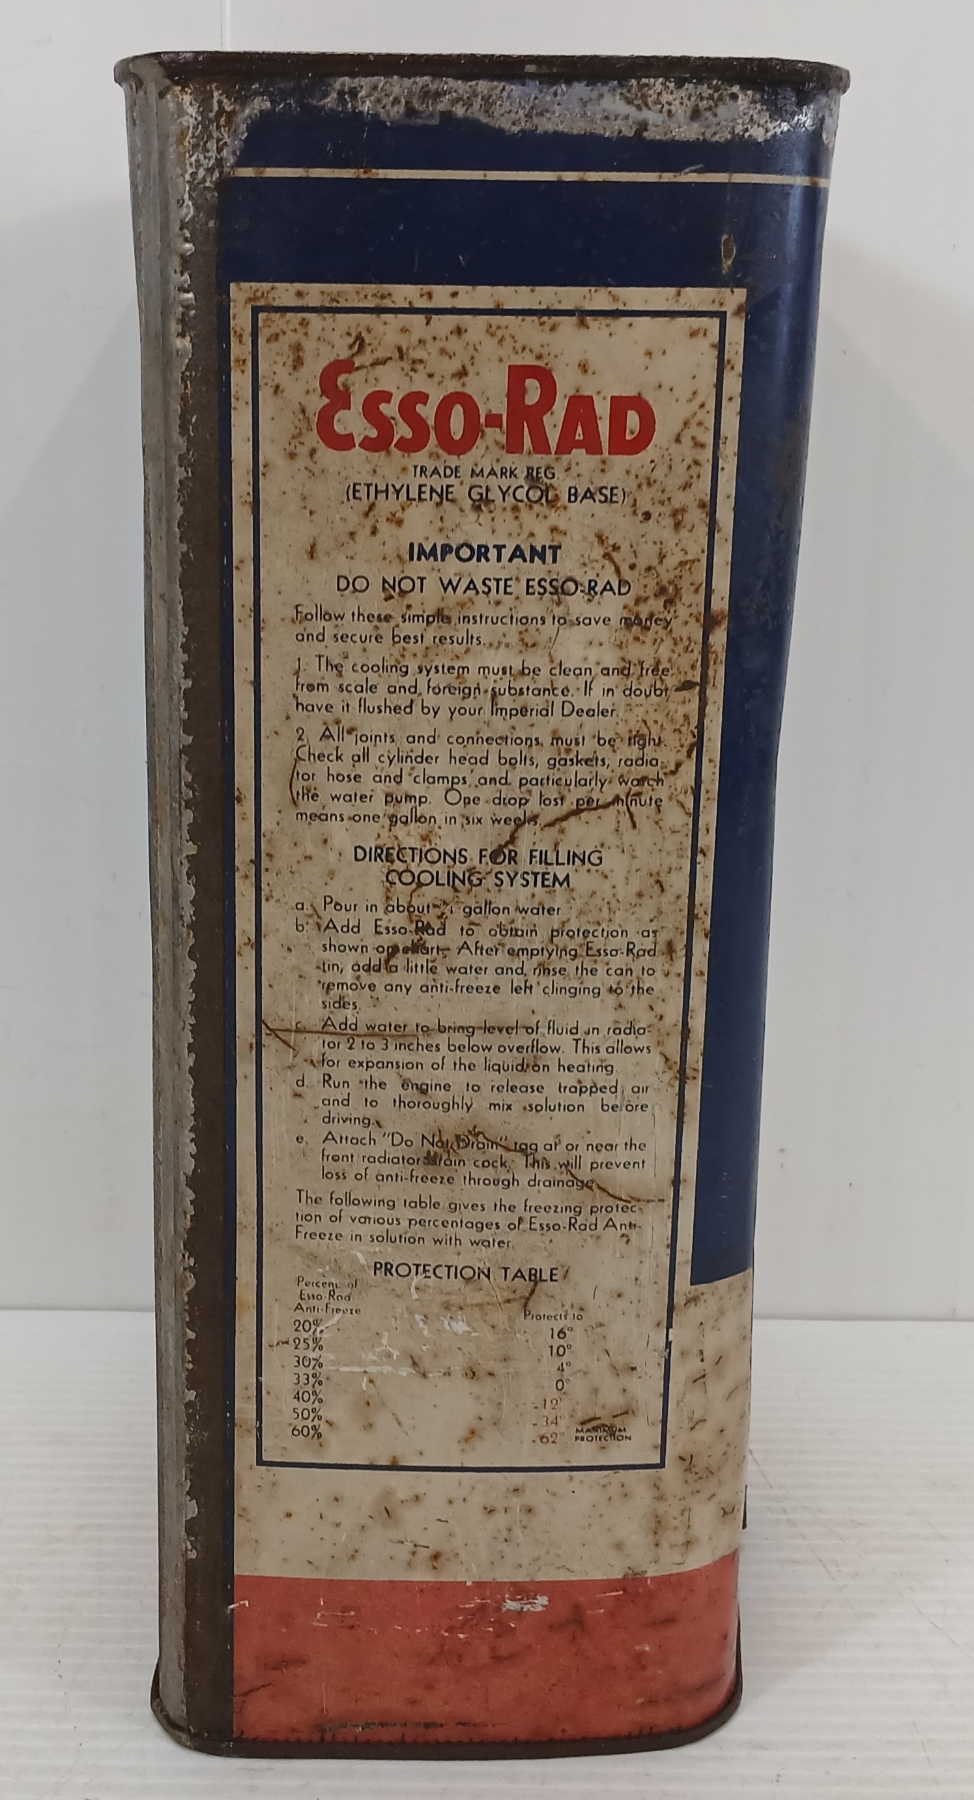 ESSO-RAD
TRADE MARK REG.
(ETHYLENE GLYCOL BASE)
IMPORTANT
DO NOT WASTE ESSO-RAD
Follow these simple instructions to save money
and secure best results.
1. The cooling system must be clean and free
from scale and foreign substance. If in doubt
have it flushed by your Imperial Dealer.
2. All joints and connections must be tight.
Check all cylinder head bolts, gaskets, radia-
tor hose and clamps and particularly watch
the water pump. One drop lost per minute
means one gallon in six weeks.
DIRECTIONS FOR FILLING
COOLING SYSTEM
a. Pour in about gallon water.
b. Add Esso-Rad to obtain protection as
shown on chart. After emptying Esso-Rad
tin, add a little water and rinse the can to
remove any anti-freeze left clinging to the
sides.
c. Add water to bring level of fluid in radia-
tor 2 to 3 inches below overflow. This allows
for expansion of the liquid on heating.
d. Run the engine to release trapped air
and to thoroughly mix solution before
driving.
e. Attach "Do Not Drain" tag at or near the
front radiator drain cock. This will prevent
loss of anti-freeze through drainage.
The following table gives the freezing protec-
tion of various percentages of Esso-Rad Anti-
Freeze in solution with water.
PROTECTION TABLE
Percent of
Esso-Rad
Anti-Freeze Protects to
20% 16°
25% 10°
30% 4°
33% 0°
40% -12°
50% -34°
60% -62° MAXIMUM PROTECTION